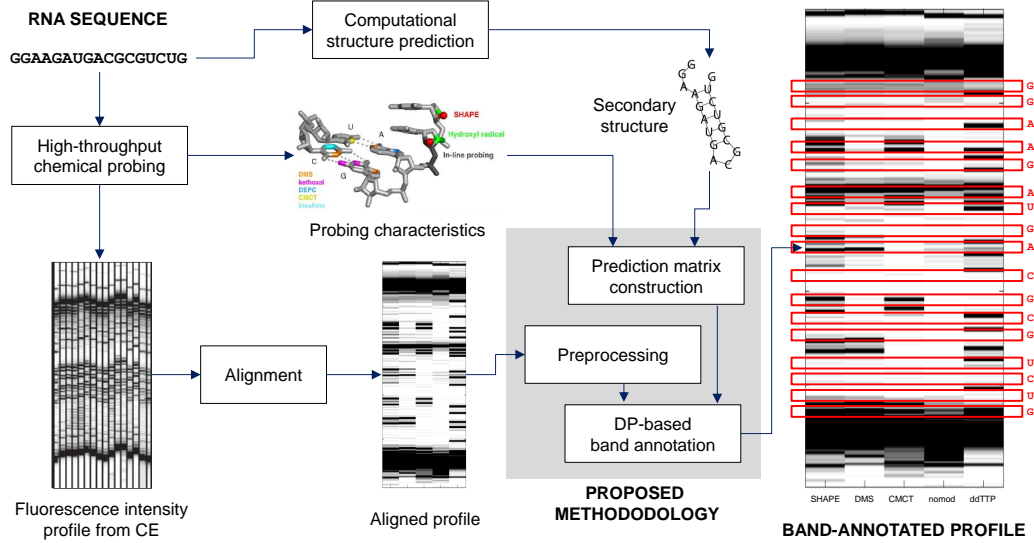 RNA SEQUENCE
GGAAGAUGACGCGUCUG
Computational
structure prediction
High-throughput
chemical probing
U
A
C
G
SHAPE
Hydroxyl radical
In-line probing
DMS
kethoxal
DEPC
CMCT
bisulfate
Probing characteristics
Secondary
structure
G
G
A
A
G
A
U
G
A
C
G
C
G
U
C
U
G
Prediction matrix
construction
Preprocessing
DP-based
band annotation
PROPOSED
METHODODOLOGY
Alignment
Fluorescence intensity
profile from CE
Aligned profile
G
G
A
A
G
A
U
G
A
C
G
C
G
U
C
U
G
SHAPE DMS CMCT nomod ddTTP
BAND-ANNOTATED PROFILE